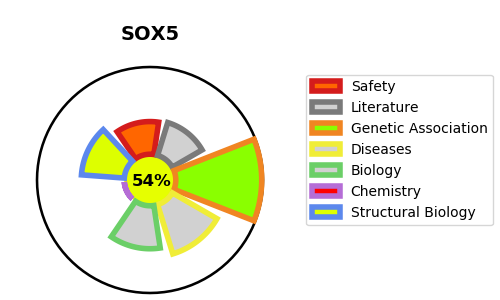 SOX5
54%
Safety
Literature
Genetic Association
Diseases
Biology
Chemistry
Structural Biology